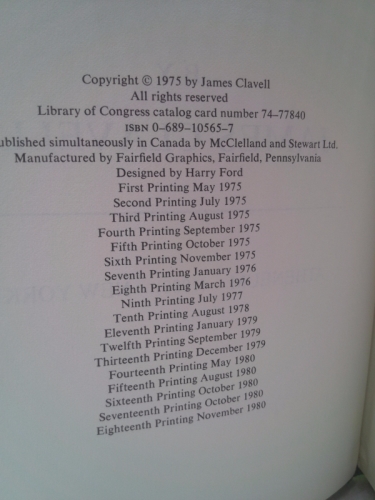 Copyright © 1975 by James Clavell
All rights reserved
Library of Congress catalog card number 74-77840
ISBN 0-689-10565-7
ublished simultaneously in Canada by McClelland and Stewart Ltd.
Manufactured by Fairfield Graphics, Fairfield, Pennsylvania
Designed by Harry Ford
First Printing May 1975
Second Printing July 1975
Third Printing August 1975
Fourth Printing September 1975
Fifth Printing October 1975
Sixth Printing November 1975
Seventh Printing January 1976
Eighth Printing March 1976
Ninth Printing July 1977
Tenth Printing August 1978
Eleventh Printing January 1979
Twelfth Printing September 1979
Thirteenth Printing December 1979
Fourteenth Printing May 1980
Fifteenth Printing August 1980
Sixteenth Printing October 1980
Seventeenth Printing October 1980
Eighteenth Printing November 1980